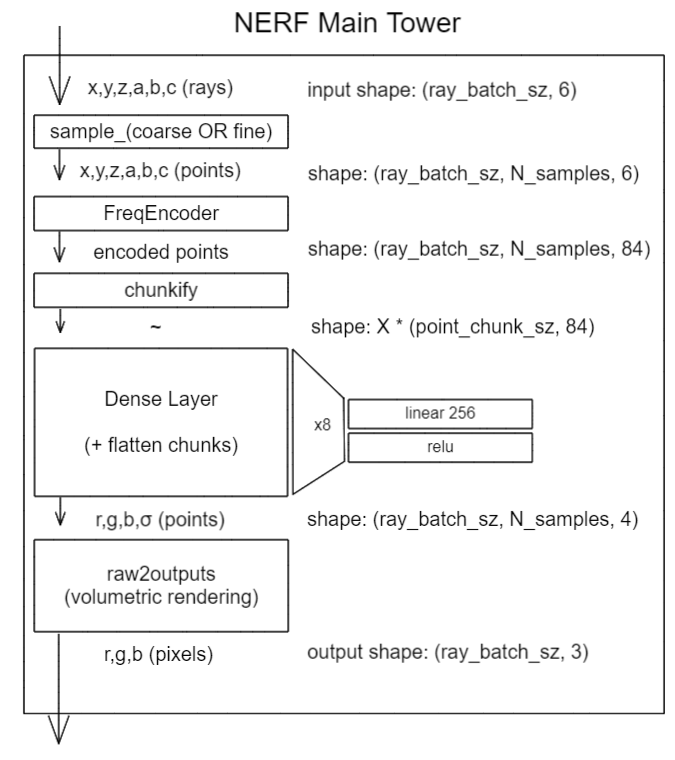 NERF Main Tower
x,y,z,a,b,c (rays)
input shape: (ray_batch_sz, 6)
sample_(coarse OR fine)
x,y,z,a,b,c (points)
shape: (ray_batch_sz, N_samples, 6)
FreqEncoder
encoded points
shape: (ray_batch_sz, N_samples, 84)
chunkify
~
shape: X * (point_chunk_sz, 84)
Dense Layer
(+ flatten chunks)
x8
linear 256
relu
r,g,b,σ (points)
shape: (ray_batch_sz, N_samples, 4)
raw2outputs
(volumetric rendering)
r,g,b (pixels)
output shape: (ray_batch_sz, 3)